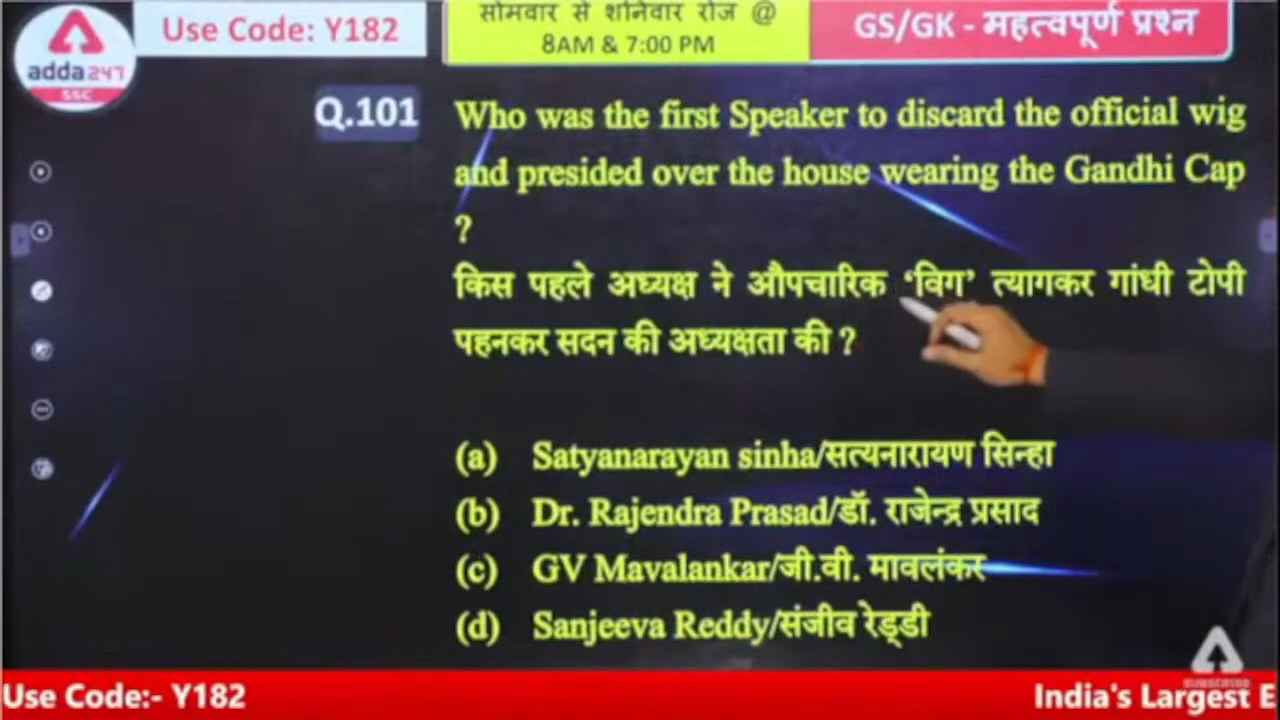 Use Code: Y182
सोमवार से शनिवार रोज @
8AM & 7:00 PM
GS/GK - महत्वपूर्ण प्रश्न
adda247
SSC
Q.101
Who was the first Speaker to discard the official wig
and presided over the house wearing the Gandhi Cap
?
किस पहले अध्यक्ष ने औपचारिक ‘विग’ त्यागकर गांधी टोपी
पहनकर सदन की अध्यक्षता की ?
(a) Satyanarayan sinha/सत्यनारायण सिन्हा
(b) Dr. Rajendra Prasad/डॉ. राजेन्द्र प्रसाद
(c) GV Mavalankar/जी.वी. मावलंकर
(d) Sanjeeva Reddy/संजीव रेड्डी
SUBSCRIBE
Use Code:- Y182
India's Largest E